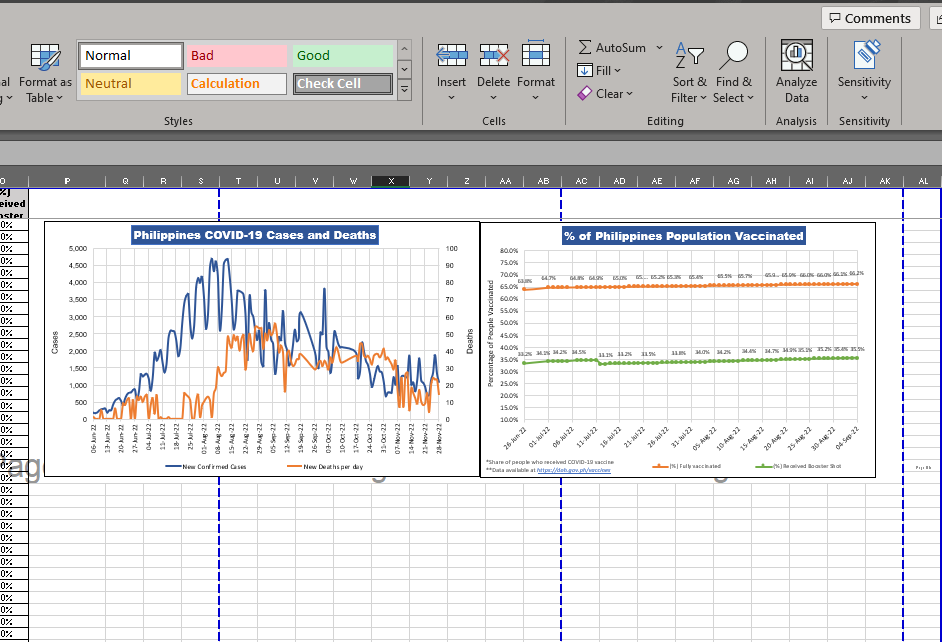 Comments
Normal Bad Good
Neutral Calculation Check Cell
Format as
Table
Insert Delete Format
AutoSum
Fill
Clear
Sort &
Filter
Find &
Select
Analyze
Data
Sensitivity
Styles Cells Editing Analysis Sensitivity
P Q R S T U V W X Y Z AA AB AC AD AE AF AG AH AI AJ AK AL
Philippines COVID-19 Cases and Deaths
5,000
4,500
4,000
3,500
3,000
2,500
2,000
1,500
1,000
500
0
Cases
100
90
80
70
60
50
40
30
20
10
0
Deaths
06-Jun-22
13-Jun-22
20-Jun-22
27-Jun-22
04-Jul-22
11-Jul-22
18-Jul-22
25-Jul-22
01-Aug-22
08-Aug-22
15-Aug-22
22-Aug-22
29-Aug-22
05-Sep-22
12-Sep-22
19-Sep-22
26-Sep-22
03-Oct-22
10-Oct-22
17-Oct-22
24-Oct-22
31-Oct-22
07-Nov-22
14-Nov-22
21-Nov-22
28-Nov-22
New Confirmed Cases New Deaths per day
% of Philippines Population Vaccinated
80.0%
75.0%
70.0%
65.0%
60.0%
55.0%
50.0%
45.0%
40.0%
35.0%
30.0%
25.0%
20.0%
15.0%
10.0%
Percentage of People Vaccinated
63.8% 64.7% 64.8% 64.9% 65.0% 65.... 65.2% 65.3% 65.4% 65.5% 65.7% 65.9... 65.9% 66.0% 66.0% 66.1% 66.2%
33.2% 34.1% 34.2% 34.5% 33.1% 33.2% 33.5% 33.8% 34.0% 34.2% 34.4% 34.7% 34.9% 35.1% 35.2% 35.4% 35.5%
26-Jun-22
01-Jul-22
06-Jul-22
11-Jul-22
16-Jul-22
21-Jul-22
26-Jul-22
31-Jul-22
05-Aug-22
10-Aug-22
15-Aug-22
20-Aug-22
25-Aug-22
30-Aug-22
04-Sep-22
*Share of people who received COVID-19 vaccine
**Data available at https://doh.gov.ph/vaccines
(%) Fully vaccinated (%) Received Booster Shot